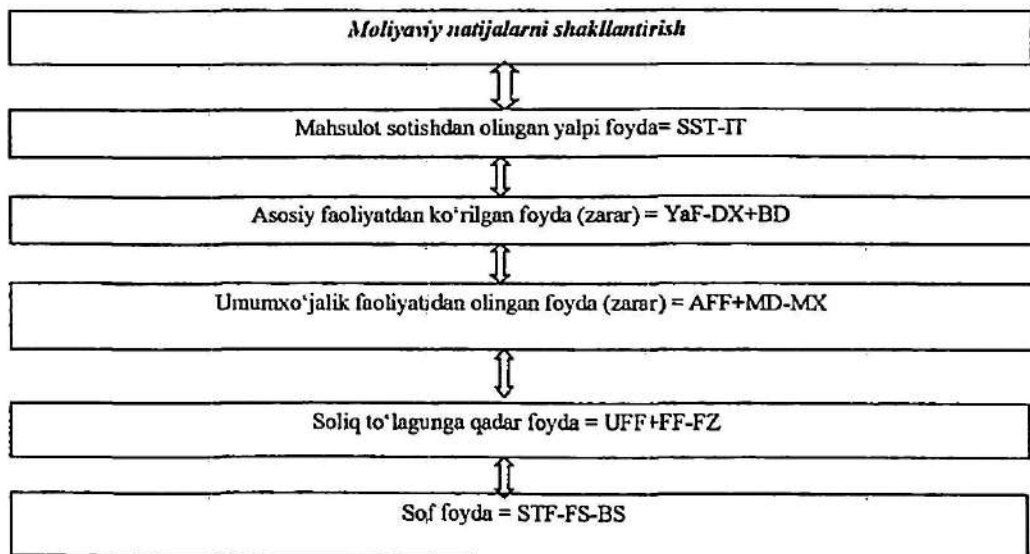 Moliyaviy natijalarni shakllantirish
Mahsulot sotishdan olingan yalpi foyda= SST-IT
Asosiy faoliyatdan ko‘rilgan foyda (zarar) = YaF-DX+BD
Umumxo‘jalik faoliyatidan olingan foyda (zarar) = AFF+MD-MX
Soliq to‘lagunga qadar foyda = UFF+FF-FZ
Sof foyda = STF-FS-BS